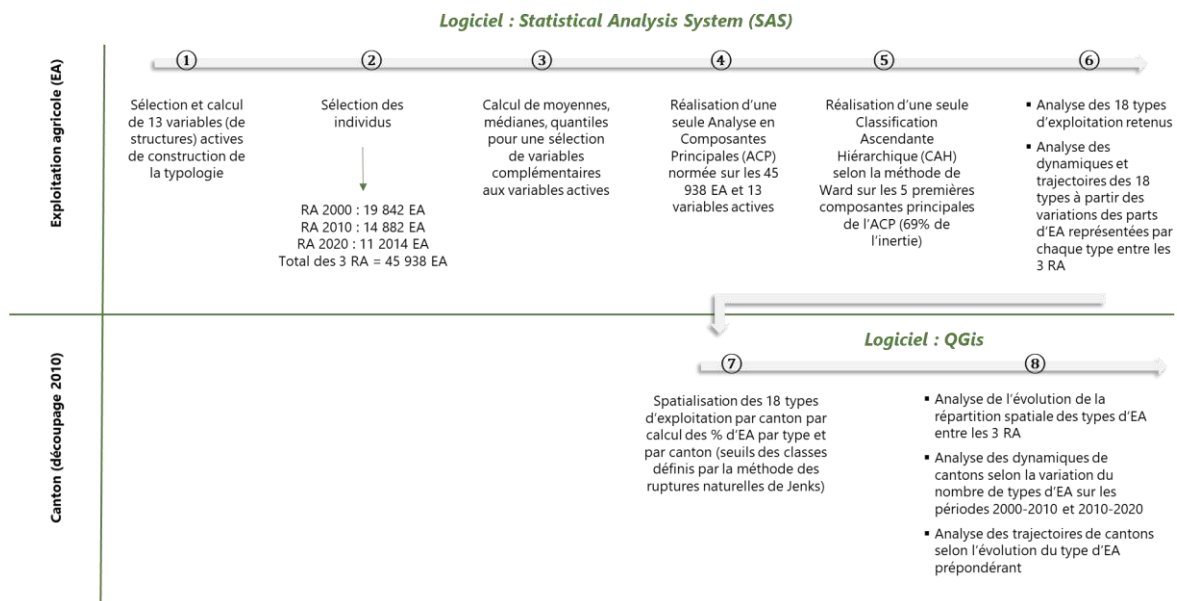 Logiciel : Statistical Analysis System (SAS)
Exploitation agricole (EA)
①
Sélection et calcul
de 13 variables (de
structures) actives
de construction de
la typologie
②
Sélection des
individus
RA 2000 : 19 842 EA
RA 2010 : 14 882 EA
RA 2020 : 11 2014 EA
Total des 3 RA = 45 938 EA
③
Calcul de moyennes,
médianes, quantiles
pour une sélection
de variables
complémentaires
aux variables actives
④
Réalisation d'une
seule Analyse en
Composantes
Principales (ACP)
normée sur les 45
938 EA et 13
variables actives
⑤
Réalisation d'une seule
Classification
Ascendante
Hiérarchique (CAH)
selon la méthode de
Ward sur les 5 premières
composantes principales
de l'ACP (69% de
l'inertie)
⑥
▪ Analyse des 18 types
d'exploitation retenus
▪ Analyse des
dynamiques et
trajectoires des 18
types à partir des
variations des parts
d'EA représentées par
chaque type entre les
3 RA
Canton (découpage 2010)
Logiciel : QGis
⑦
Spatialisation des 18 types
d'exploitation par canton par
calcul des % d'EA par type et
par canton (seuils des classes
définis par la méthode des
ruptures naturelles de Jenks)
⑧
▪ Analyse de l'évolution de la
répartition spatiale des types d'EA
entre les 3 RA
▪ Analyse des dynamiques de
cantons selon la variation du
nombre de types d'EA sur les
périodes 2000-2010 et 2010-2020
▪ Analyse des trajectoires de cantons
selon l'évolution du type d'EA
prépondérant